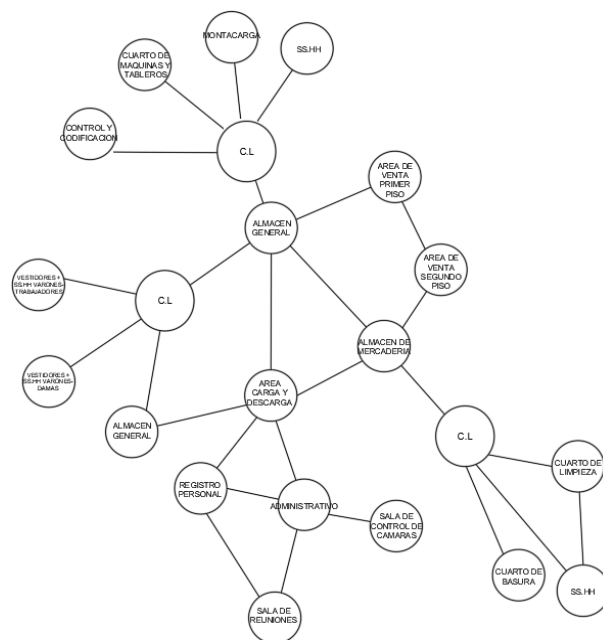 MONTACARGA
SS.HH
CUARTO DE
MAQUINAS Y
TABLEROS
CONTROL Y
CODIFICACION
C.L
AREA DE
VENTA
PRIMER
PISO
ALMACEN
GENERAL
AREA DE
VENTA
SEGUNDO
PISO
VESTIDORES +
SS.HH VARONES-
TRABAJADORES
C.L
ALMACEN DE
MERCADERIA
VESTIDORES +
SS.HH VARONES-
DAMAS
AREA
CARGA Y
DESCARGA
ALMACEN
GENERAL
C.L
CUARTO DE
LIMPIEZA
REGISTRO
PERSONAL
ADMINISTRATIVO
SALA DE
CONTROL DE
CAMARAS
CUARTO DE
BASURA
SS.HH
SALA DE
REUNIONES